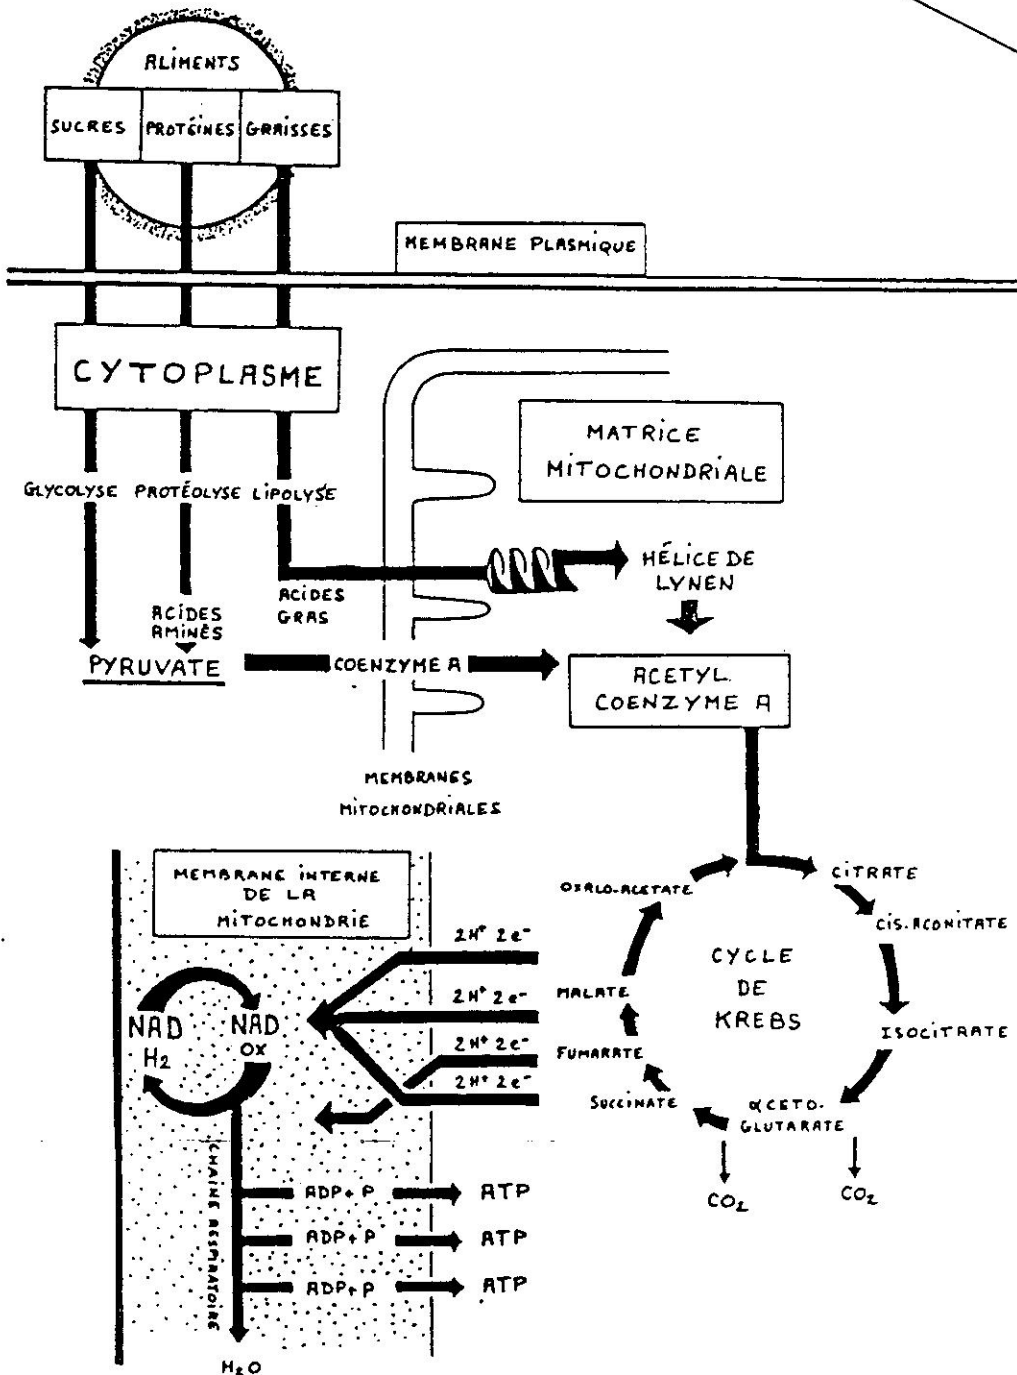 ALIMENTS
SUCRES
PROTÉINES
GRAISSES
MEMBRANE PLASMIQUE
CYTOPLASME
MATRICE
MITOCHONDRIALE
GLYCOLYSE
PROTÉOLYSE
LIPOLYSE
HÉLICE DE
LYNEN
ACIDES
GRAS
ACIDES
AMINÉS
PYRUVATE
COENZYME A
ACETYL.
COENZYME A
MEMBRANES
MITOCHONDRIALES
MEMBRANE INTERNE
DE LA
MITOCHONDRIE
OXALO-ACETATE
CITRATE
CIS-ACONITATE
ISOCITRATE
αCETO-
GLUTARATE
SUCCINATE
FUMARATE
MALATE
CYCLE
DE
KREBS
CO₂
CO₂
2H⁺ 2e⁻
2H⁺ 2e⁻
2H⁺ 2e⁻
2H⁺ 2e⁻
NAD
H₂
NAD
OX
CHAINE RESPIRATOIRE
ADP+P
ATP
ADP+P
ATP
ADP+P
ATP
H₂O